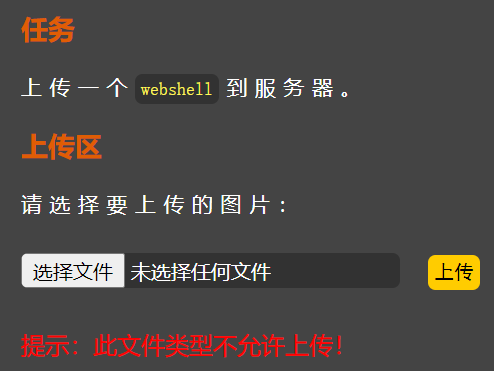 任务
上传一个 webshell 到服务器。
上传区
请选择要上传的图片：
选择文件 未选择任何文件 上传
提示：此文件类型不允许上传！